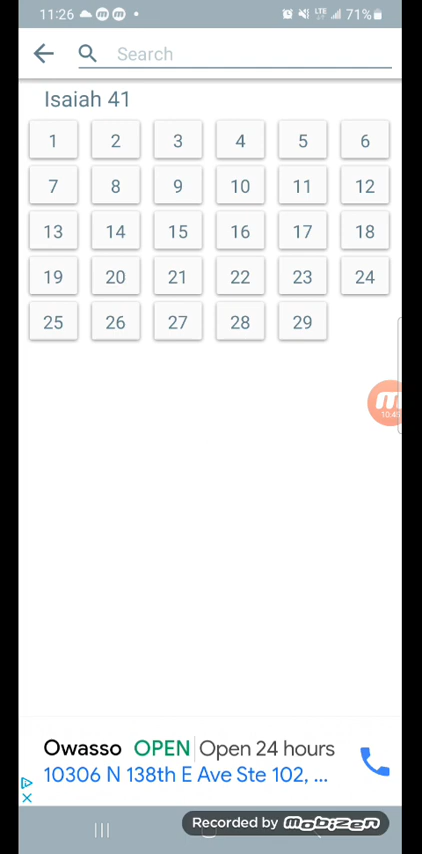 11:26 LTE 71%
Search
Isaiah 41
1 2 3 4 5 6
7 8 9 10 11 12
13 14 15 16 17 18
19 20 21 22 23 24
25 26 27 28 29
Owasso OPEN Open 24 hours
10306 N 138th E Ave Ste 102, ...
Recorded by mobizen